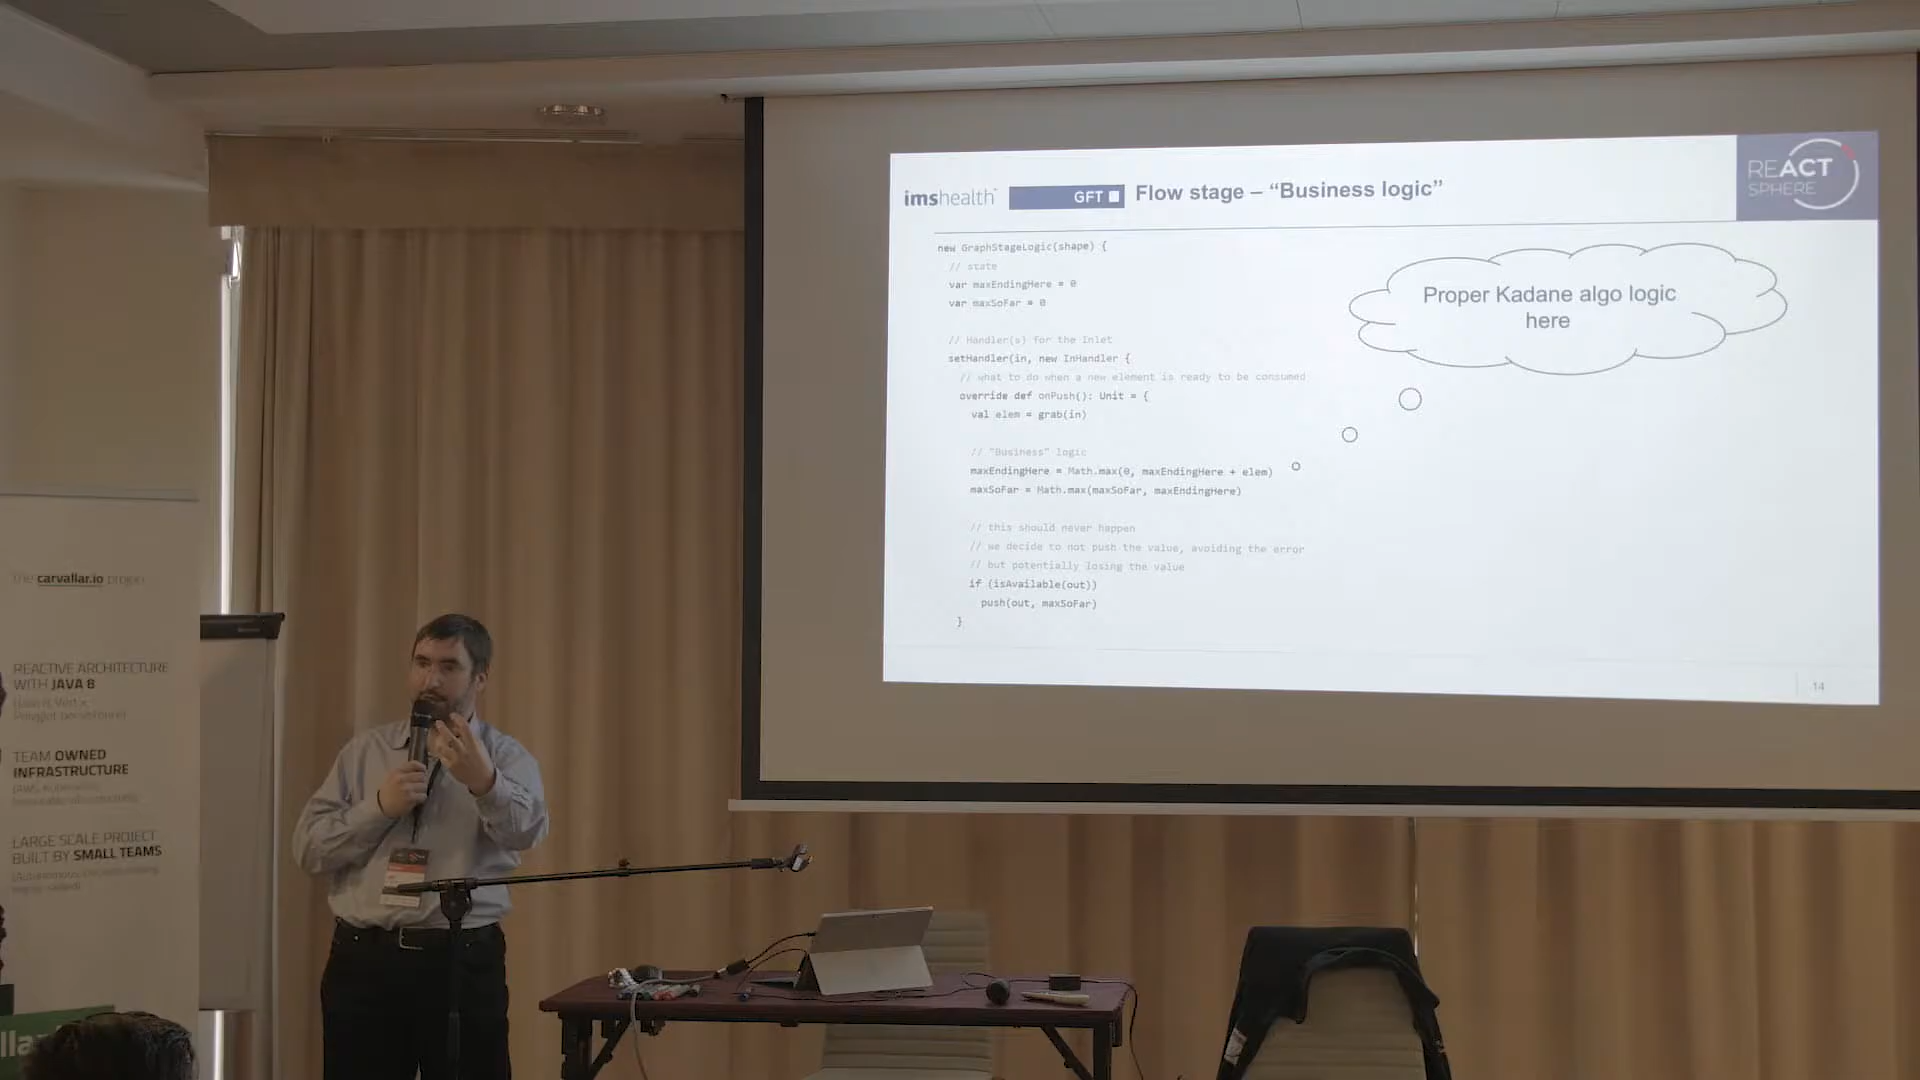 imshealth
GFT
Flow stage – “Business logic”
REACT
SPHERE
new GraphStageLogic(shape) {
// state
var maxEndingHere = 0
var maxSoFar = 0
// Handler(s) for the Inlet
setHandler(in, new InHandler {
// what to do when a new element is ready to be consumed
override def onPush(): Unit = {
val elem = grab(in)
// "Business" logic
maxEndingHere = Math.max(0, maxEndingHere + elem)
maxSoFar = Math.max(maxSoFar, maxEndingHere)
// this should never happen
// we decide to not push the value, avoiding the error
// but potentially losing the value
if (isAvailable(out))
push(out, maxSoFar)
}
Proper Kadane algo logic
here
14
The carvallar.io project
REACTIVE ARCHITECTURE
WITH JAVA 8
TEAM OWNED
INFRASTRUCTURE
LARGE SCALE PROJECT
BUILT BY SMALL TEAMS